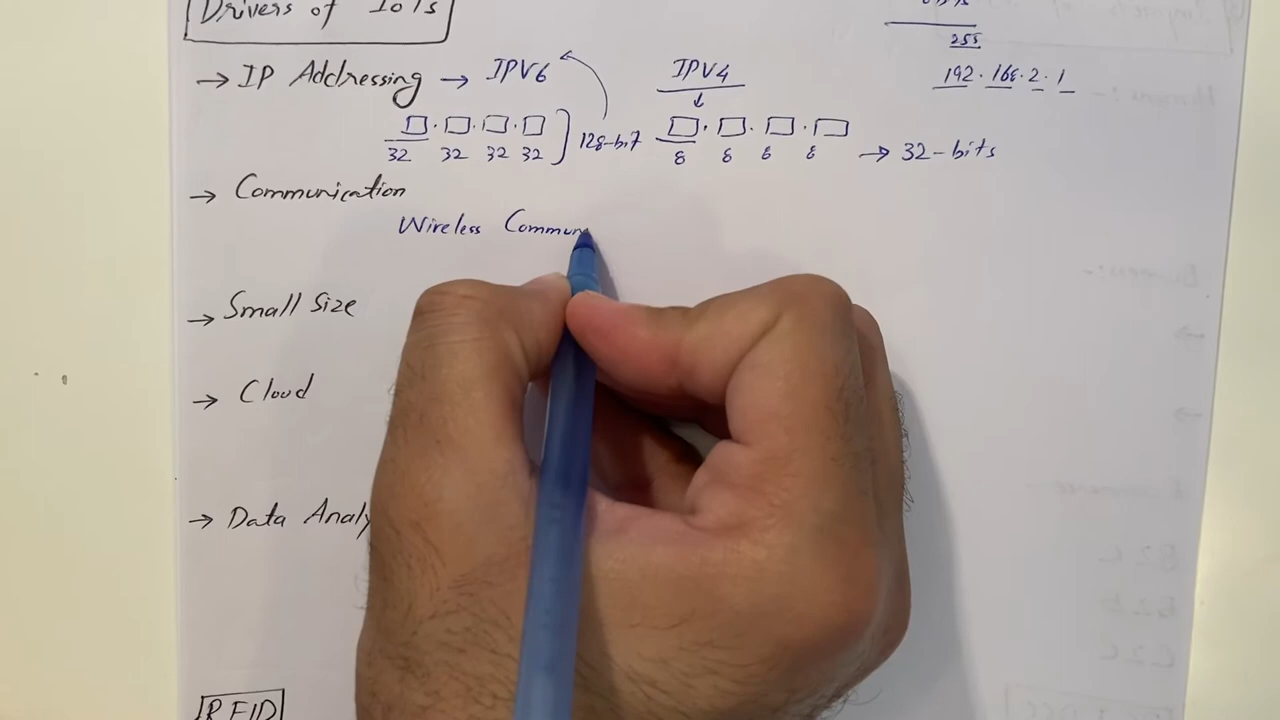 Drivers of IoTs
255
→ IP Addressing → IPV6
IPV4
192.168.2.1
32 32 32 32 128-bit
8 8 8 8 → 32-bits
→ Communication
Wireless Commun
→ Small Size
→ Cloud
→ Data Analy
RFID